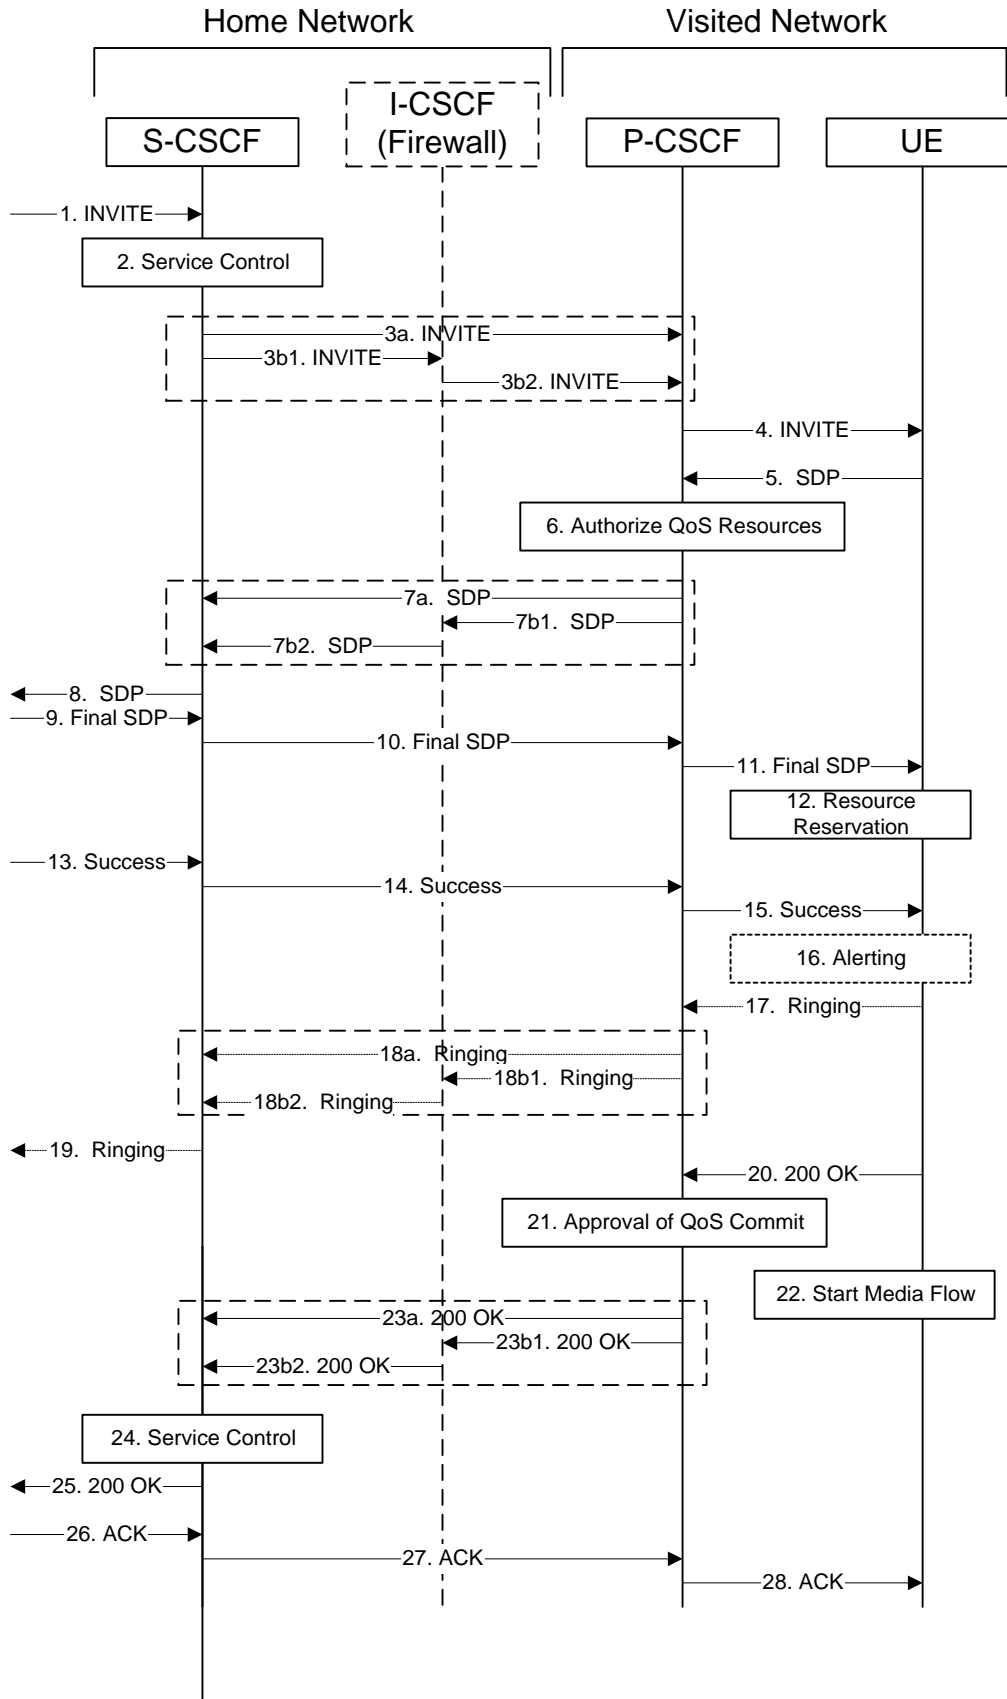 Home Network
Visited Network
I-CSCF
(Firewall)
S-CSCF
P-CSCF
UE
1. INVITE
2. Service Control
3a. INVITE
3b1. INVITE
3b2. INVITE
4. INVITE
5. SDP
6. Authorize QoS Resources
7a. SDP
7b1. SDP
7b2. SDP
8. SDP
9. Final SDP
10. Final SDP
11. Final SDP
12. Resource
Reservation
13. Success
14. Success
15. Success
16. Alerting
17. Ringing
18a. Ringing
18b1. Ringing
18b2. Ringing
19. Ringing
20. 200 OK
21. Approval of QoS Commit
22. Start Media Flow
23a. 200 OK
23b1. 200 OK
23b2. 200 OK
24. Service Control
25. 200 OK
26. ACK
27. ACK
28. ACK